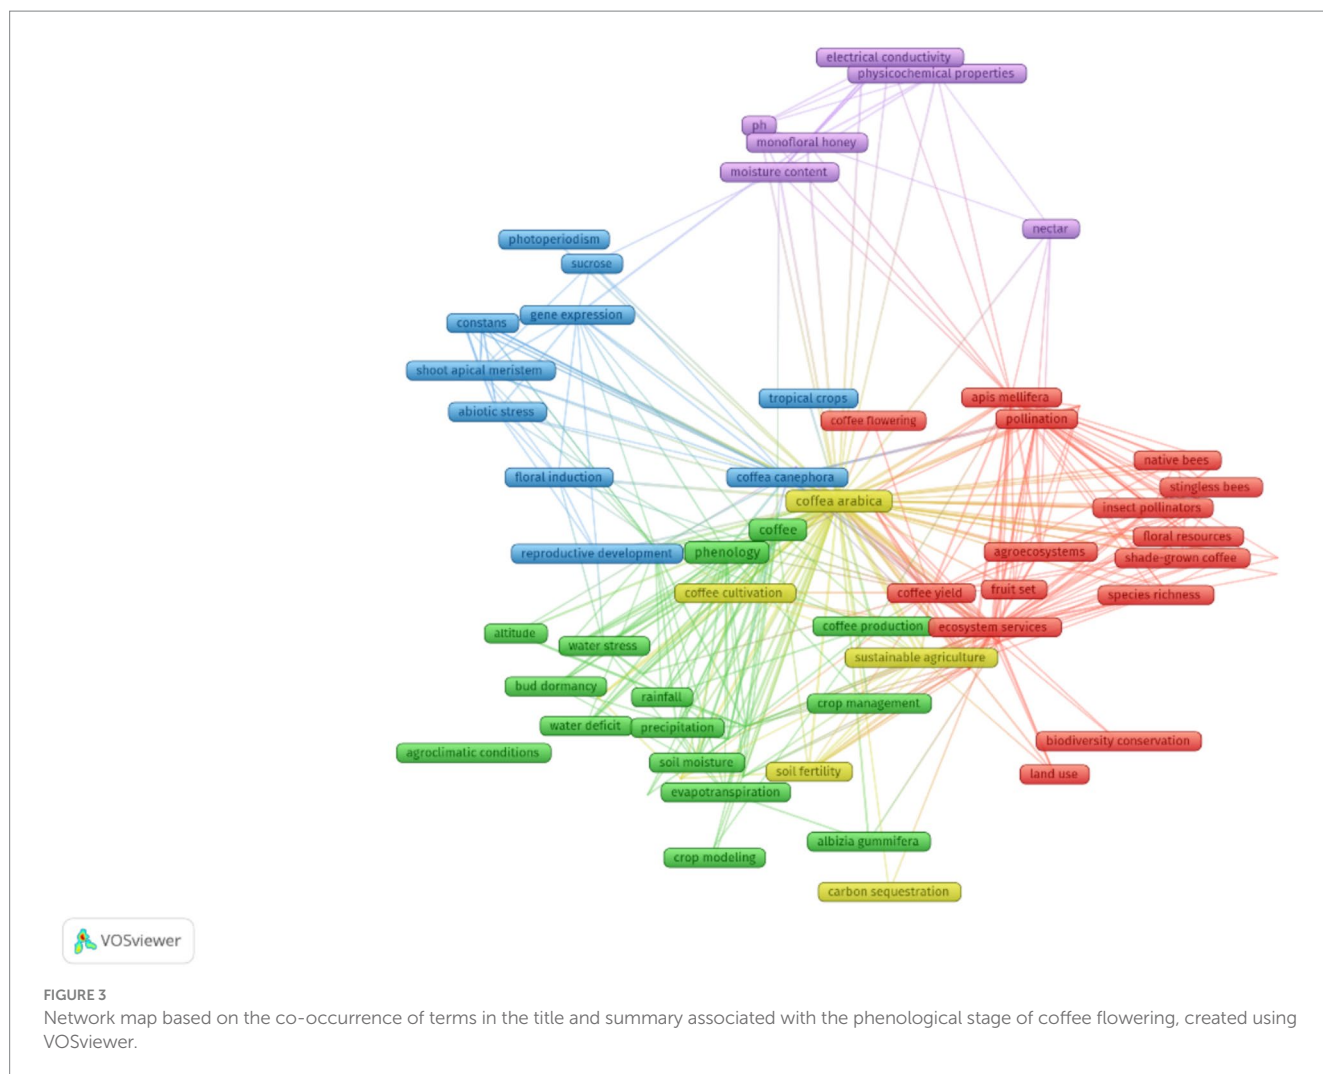 electrical conductivity
physicochemical properties
ph
monofloral honey
moisture content
nectar
photoperiodism
sucrose
gene expression
constans
shoot apical meristem
abiotic stress
tropical crops
apis mellifera
coffee flowering
pollination
native bees
stingless bees
floral induction
coffea canephora
coffea arabica
insect pollinators
coffee
floral resources
reproductive development
phenology
agroecosystems
shade-grown coffee
coffee cultivation
coffee yield
fruit set
species richness
altitude
water stress
coffee production
ecosystem services
sustainable agriculture
bud dormancy
rainfall
crop management
water deficit
precipitation
biodiversity conservation
agroclimatic conditions
soil moisture
soil fertility
land use
evapotranspiration
albizia gummifera
crop modeling
carbon sequestration
VOSviewer
FIGURE 3
Network map based on the co-occurrence of terms in the title and summary associated with the phenological stage of coffee flowering, created using
VOSviewer.